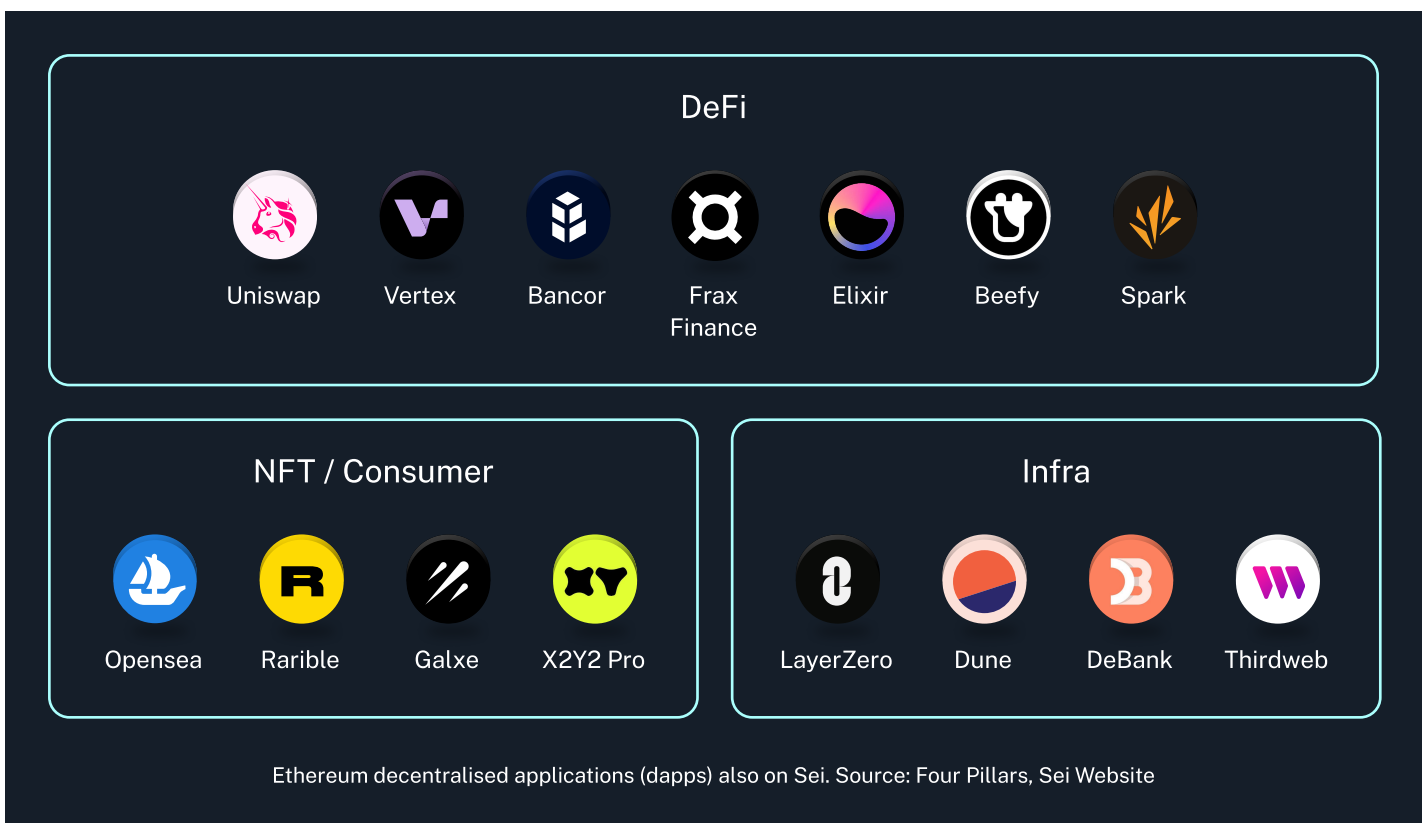 DeFi
Uniswap
Vertex
Bancor
Frax
Finance
Elixir
Beefy
Spark
NFT / Consumer
R
Opensea
Rarible
Galxe
X2Y2 Pro
Infra
LayerZero
Dune
DeBank
Thirdweb
Ethereum decentralised applications (dapps) also on Sei. Source: Four Pillars, Sei Website